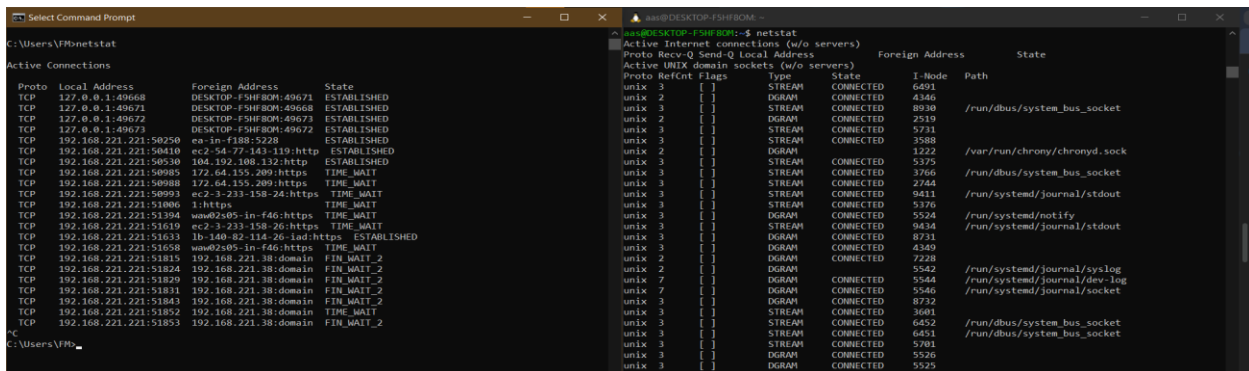 Select Command Prompt
C:\Users\FM>netstat
Active Connections
Proto Local Address Foreign Address State
TCP 127.0.0.1:49668 DESKTOP-F5HF8OM:49671 ESTABLISHED
TCP 127.0.0.1:49671 DESKTOP-F5HF8OM:49668 ESTABLISHED
TCP 127.0.0.1:49672 DESKTOP-F5HF8OM:49673 ESTABLISHED
TCP 127.0.0.1:49673 DESKTOP-F5HF8OM:49672 ESTABLISHED
TCP 192.168.221.221:50250 ea-in-f188:5228 ESTABLISHED
TCP 192.168.221.221:50410 ec2-54-77-143-119:http ESTABLISHED
TCP 192.168.221.221:50530 104.192.108.132:http ESTABLISHED
TCP 192.168.221.221:50985 172.64.155.209:https TIME_WAIT
TCP 192.168.221.221:50988 172.64.155.209:https TIME_WAIT
TCP 192.168.221.221:50993 ec2-3-233-158-24:https TIME_WAIT
TCP 192.168.221.221:51006 1:https TIME_WAIT
TCP 192.168.221.221:51394 waw02s05-in-f46:https TIME_WAIT
TCP 192.168.221.221:51619 ec2-3-233-158-26:https TIME_WAIT
TCP 192.168.221.221:51633 lb-140-82-114-26-iad:https ESTABLISHED
TCP 192.168.221.221:51658 waw02s05-in-f46:https TIME_WAIT
TCP 192.168.221.221:51815 192.168.221.38:domain FIN_WAIT_2
TCP 192.168.221.221:51824 192.168.221.38:domain FIN_WAIT_2
TCP 192.168.221.221:51829 192.168.221.38:domain FIN_WAIT_2
TCP 192.168.221.221:51831 192.168.221.38:domain FIN_WAIT_2
TCP 192.168.221.221:51843 192.168.221.38:domain FIN_WAIT_2
TCP 192.168.221.221:51852 192.168.221.38:domain TIME_WAIT
TCP 192.168.221.221:51853 192.168.221.38:domain FIN_WAIT_2
^C
C:\Users\FM>
aas@DESKTOP-F5HF8OM: ~
aas@DESKTOP-F5HF8OM:~$ netstat
Active Internet connections (w/o servers)
Proto Recv-Q Send-Q Local Address Foreign Address State
Active UNIX domain sockets (w/o servers)
Proto RefCnt Flags Type State I-Node Path
unix 3 [ ] STREAM CONNECTED 6491
unix 2 [ ] DGRAM CONNECTED 4346
unix 3 [ ] STREAM CONNECTED 8930 /run/dbus/system_bus_socket
unix 2 [ ] DGRAM CONNECTED 2519
unix 3 [ ] STREAM CONNECTED 5731
unix 3 [ ] STREAM CONNECTED 3588
unix 2 [ ] DGRAM 1222 /var/run/chrony/chronyd.sock
unix 3 [ ] STREAM CONNECTED 5375
unix 3 [ ] STREAM CONNECTED 3766 /run/dbus/system_bus_socket
unix 3 [ ] STREAM CONNECTED 2744
unix 3 [ ] STREAM CONNECTED 9411 /run/systemd/journal/stdout
unix 3 [ ] STREAM CONNECTED 5376
unix 3 [ ] DGRAM CONNECTED 5524 /run/systemd/notify
unix 3 [ ] STREAM CONNECTED 9434 /run/systemd/journal/stdout
unix 3 [ ] DGRAM CONNECTED 8731
unix 3 [ ] DGRAM CONNECTED 4349
unix 2 [ ] DGRAM CONNECTED 7228
unix 2 [ ] DGRAM 5542 /run/systemd/journal/syslog
unix 7 [ ] DGRAM CONNECTED 5544 /run/systemd/journal/dev-log
unix 7 [ ] DGRAM CONNECTED 5546 /run/systemd/journal/socket
unix 3 [ ] DGRAM CONNECTED 8732
unix 3 [ ] STREAM CONNECTED 3601
unix 3 [ ] STREAM CONNECTED 6452 /run/dbus/system_bus_socket
unix 3 [ ] STREAM CONNECTED 6451 /run/dbus/system_bus_socket
unix 3 [ ] STREAM CONNECTED 5701
unix 3 [ ] DGRAM CONNECTED 5526
unix 3 [ ] DGRAM CONNECTED 5525